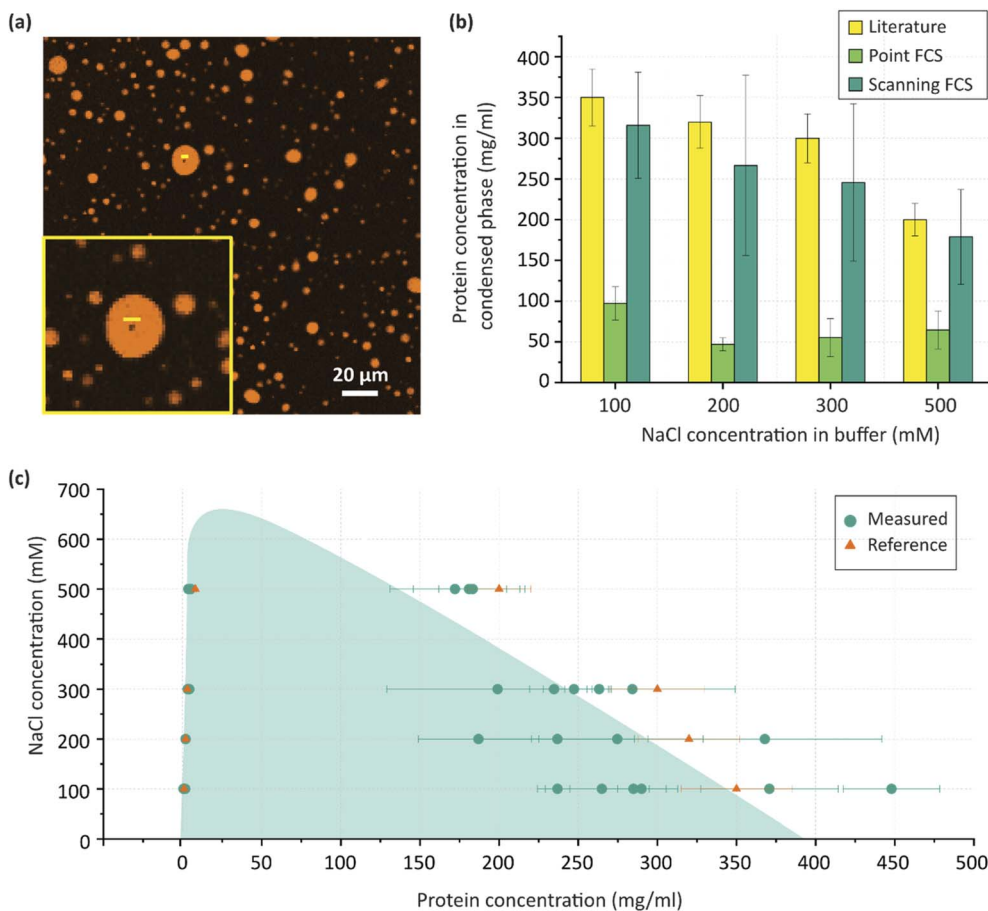 (a)
20 µm
(b)
Literature
Point FCS
Scanning FCS
Protein concentration in
condensed phase (mg/ml)
400
350
300
250
200
150
100
50
0
100
200
300
500
NaCl concentration in buffer (mM)
(c)
Measured
Reference
NaCl concentration (mM)
700
600
500
400
300
200
100
0
0
50
100
150
200
250
300
350
400
450
500
Protein concentration (mg/ml)